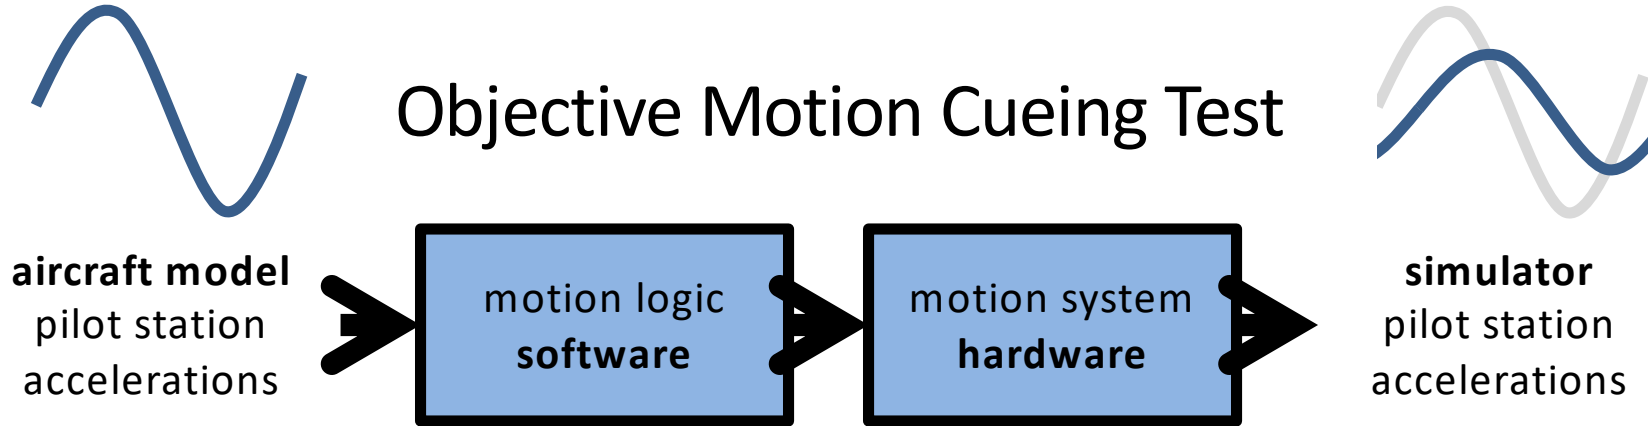 Objective Motion Cueing Test
aircraft model
pilot station
accelerations
motion logic
software
motion system
hardware
simulator
pilot station
accelerations